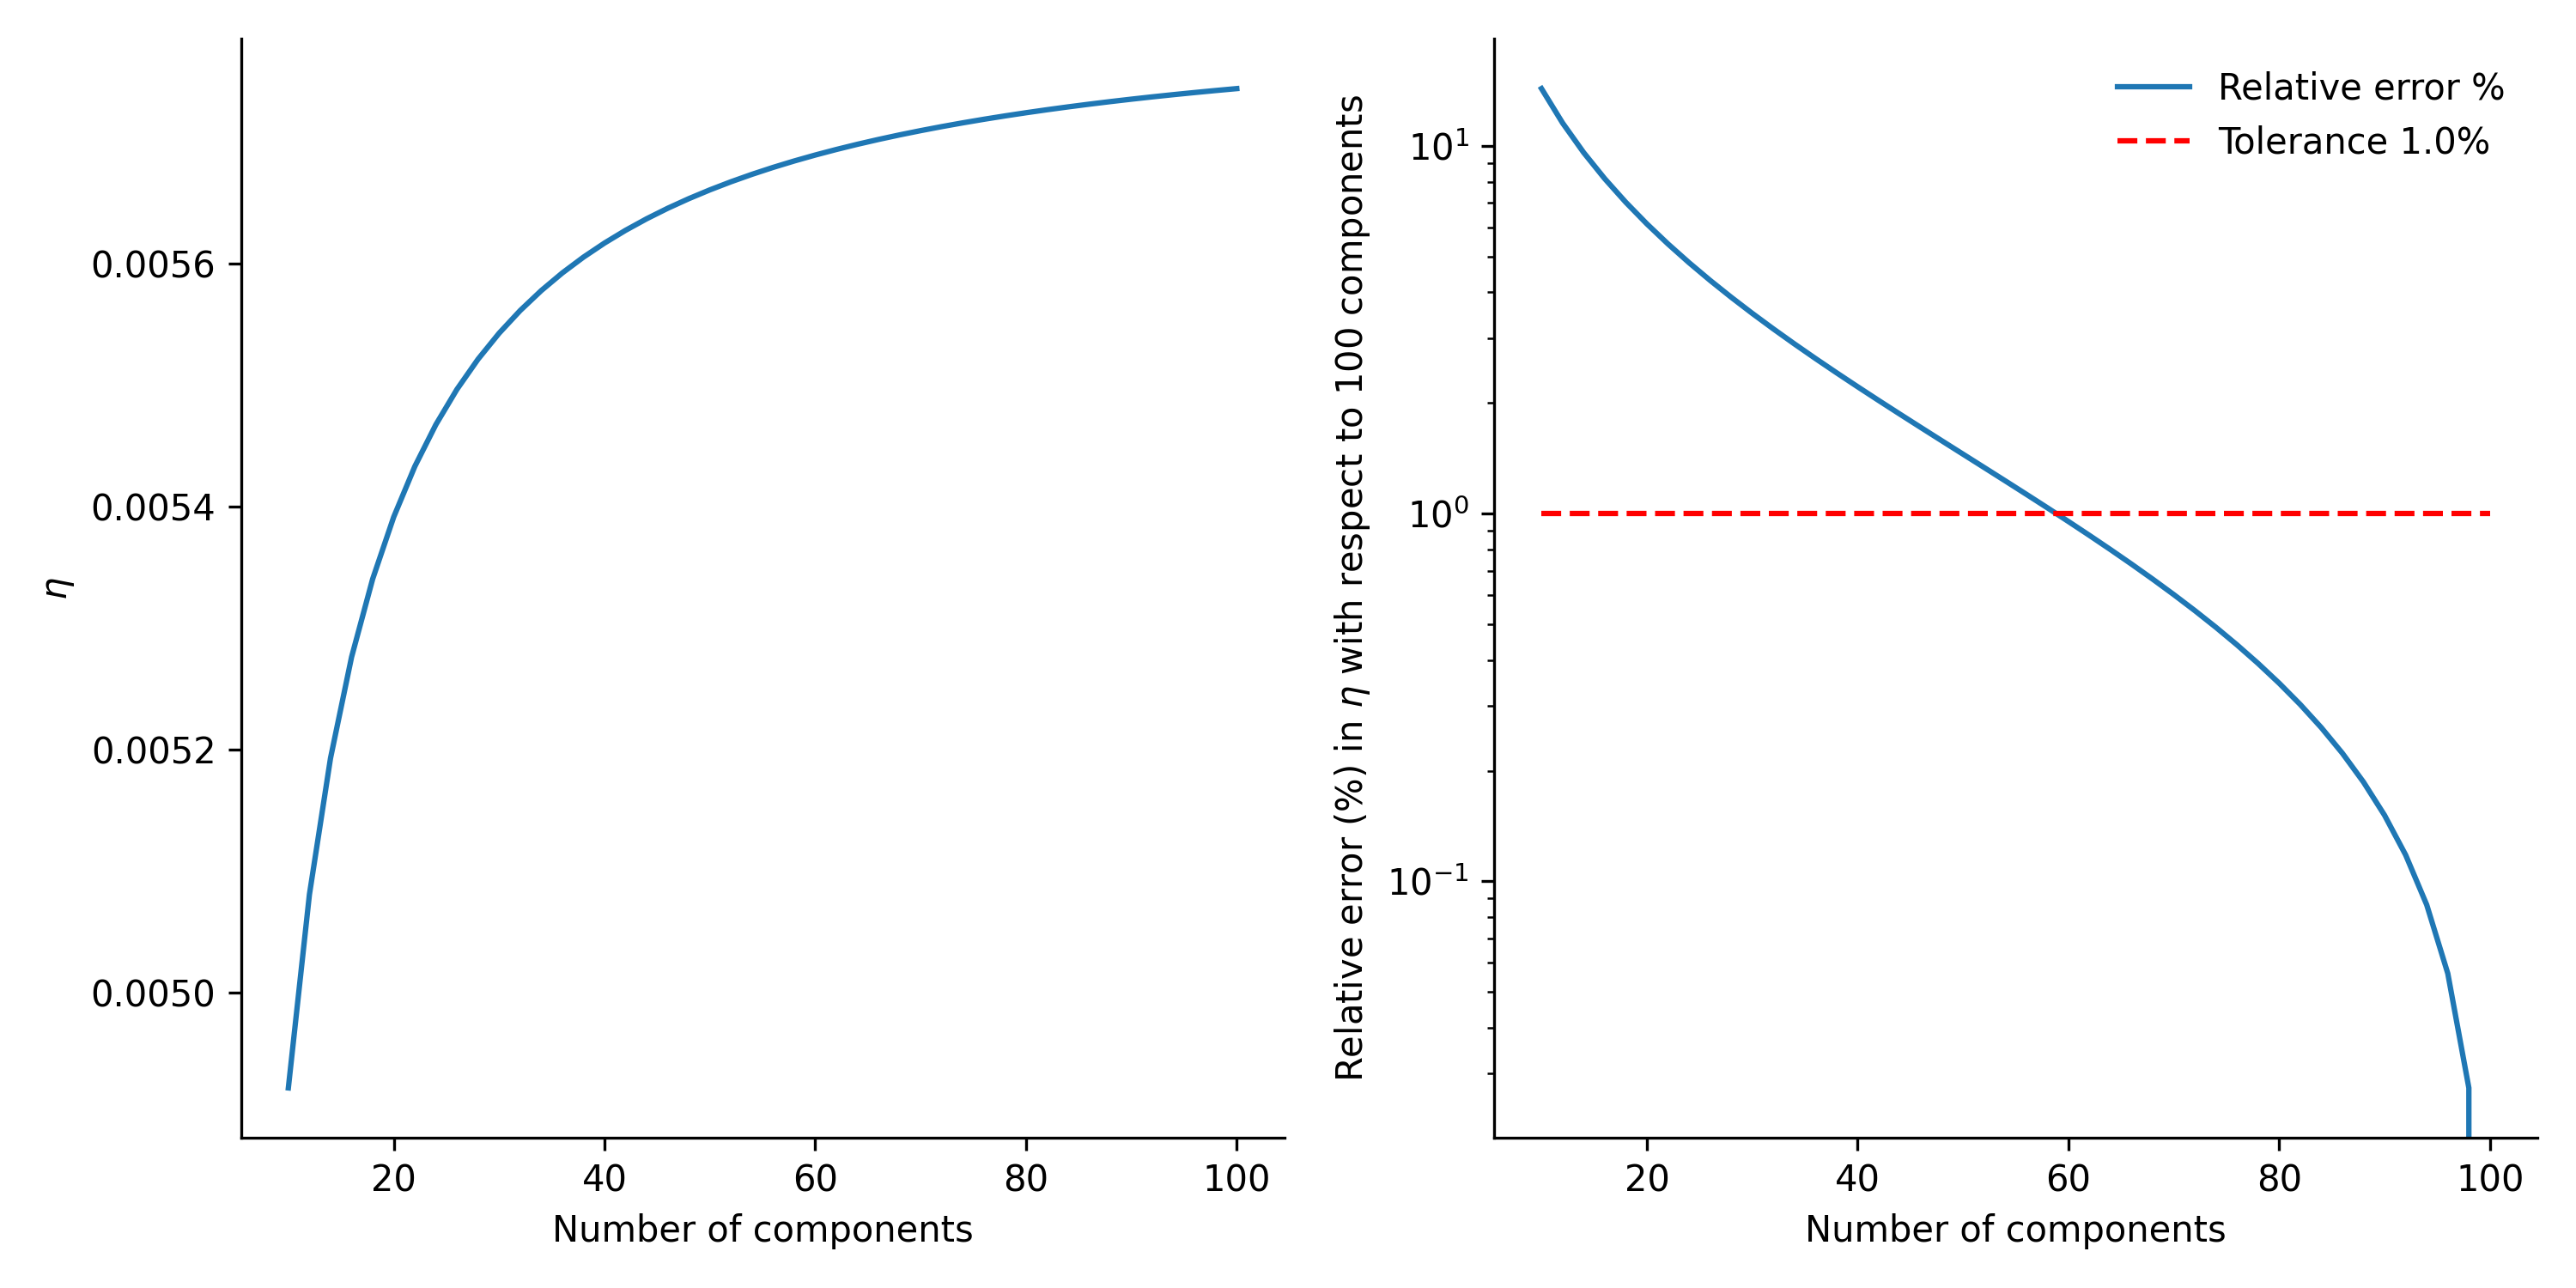 η
0.0056
0.0054
0.0052
0.0050
20 40 60 80 100
Number of components
Relative error (%) in η with respect to 100 components
10¹
10⁰
10⁻¹
20 40 60 80 100
Number of components
Relative error %
Tolerance 1.0%